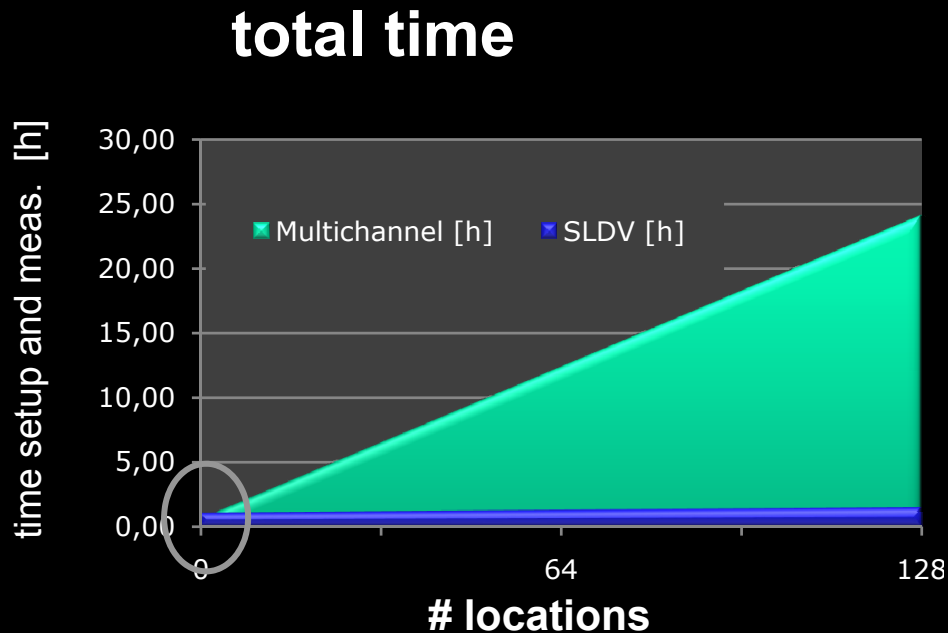 total time
time setup and meas. [h]
30,00
25,00
20,00
15,00
10,00
5,00
0,00
Multichannel [h] SLDV [h]
0 64 128
# locations